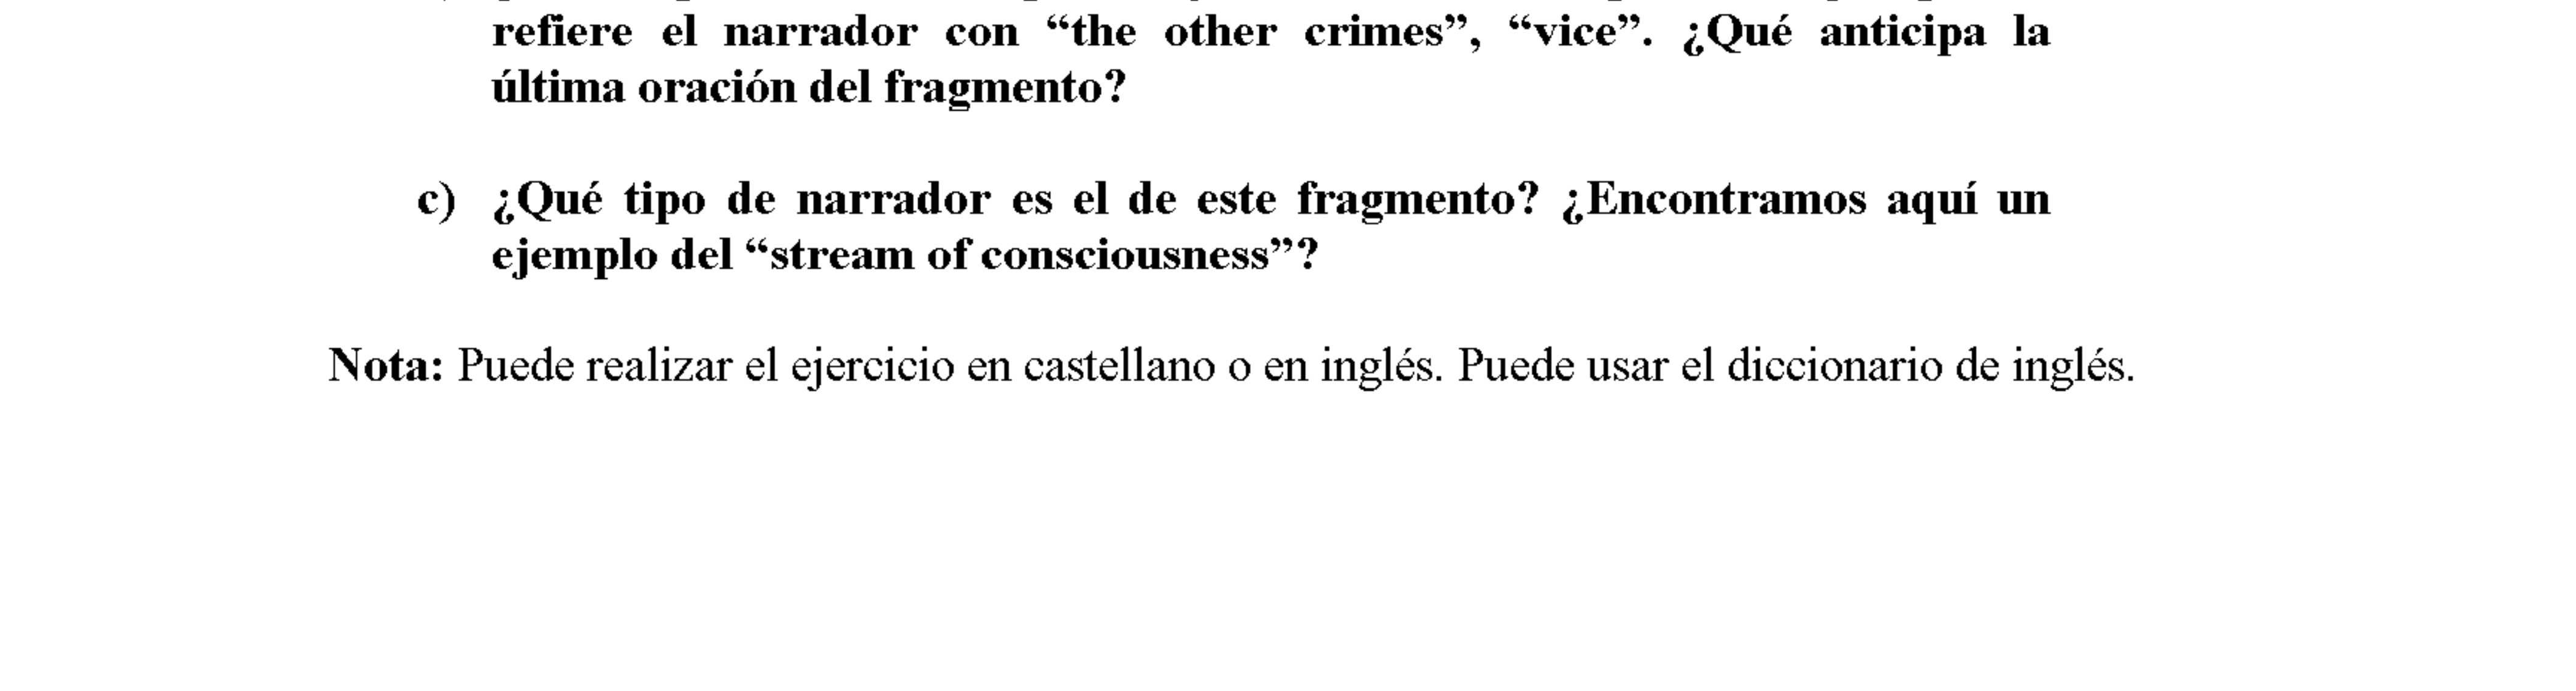 refiere el narrador con “the other crimes”, “vice”. ¿Qué anticipa la
última oración del fragmento?
c) ¿Qué tipo de narrador es el de este fragmento? ¿Encontramos aquí un
ejemplo del “stream of consciousness”?
Nota: Puede realizar el ejercicio en castellano o en inglés. Puede usar el diccionario de inglés.